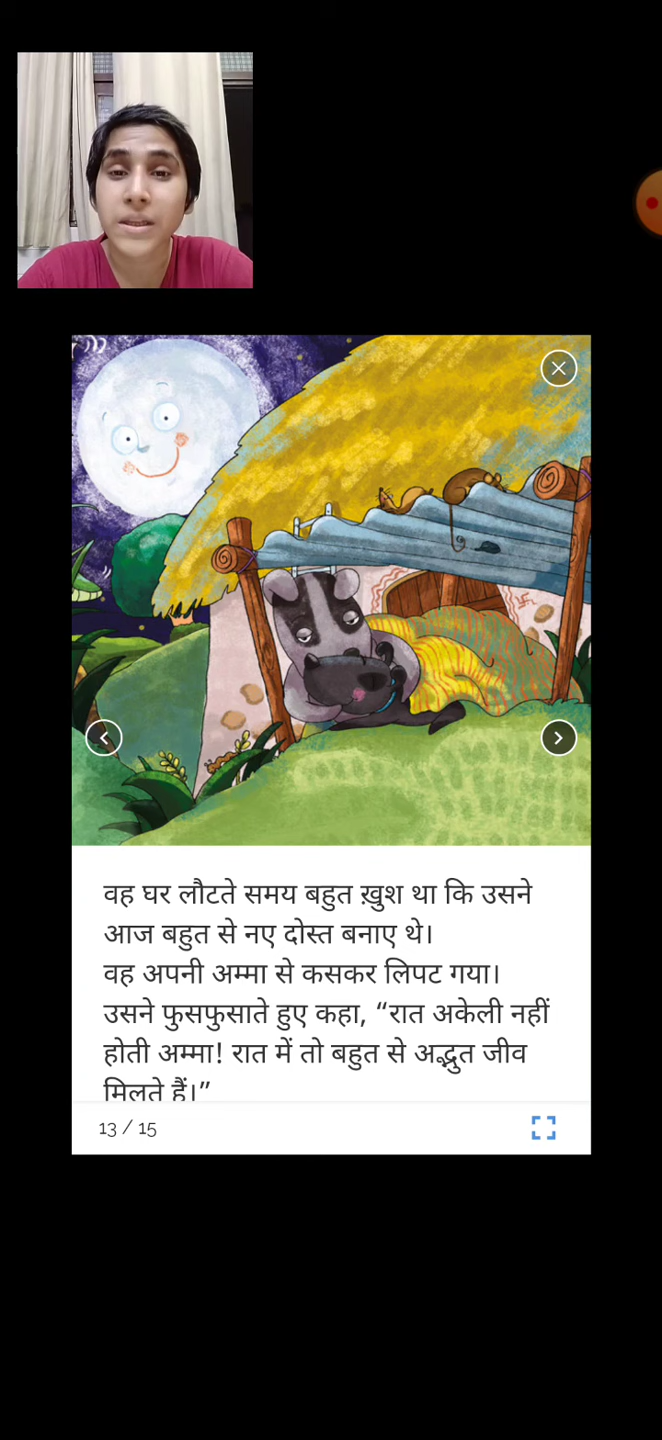 वह घर लौटते समय बहुत ख़ुश था कि उसने
आज बहुत से नए दोस्त बनाए थे।
वह अपनी अम्मा से कसकर लिपट गया।
उसने फुसफुसाते हुए कहा, “रात अकेली नहीं
होती अम्मा! रात में तो बहुत से अद्भुत जीव
मिलते हैं।”
13 / 15